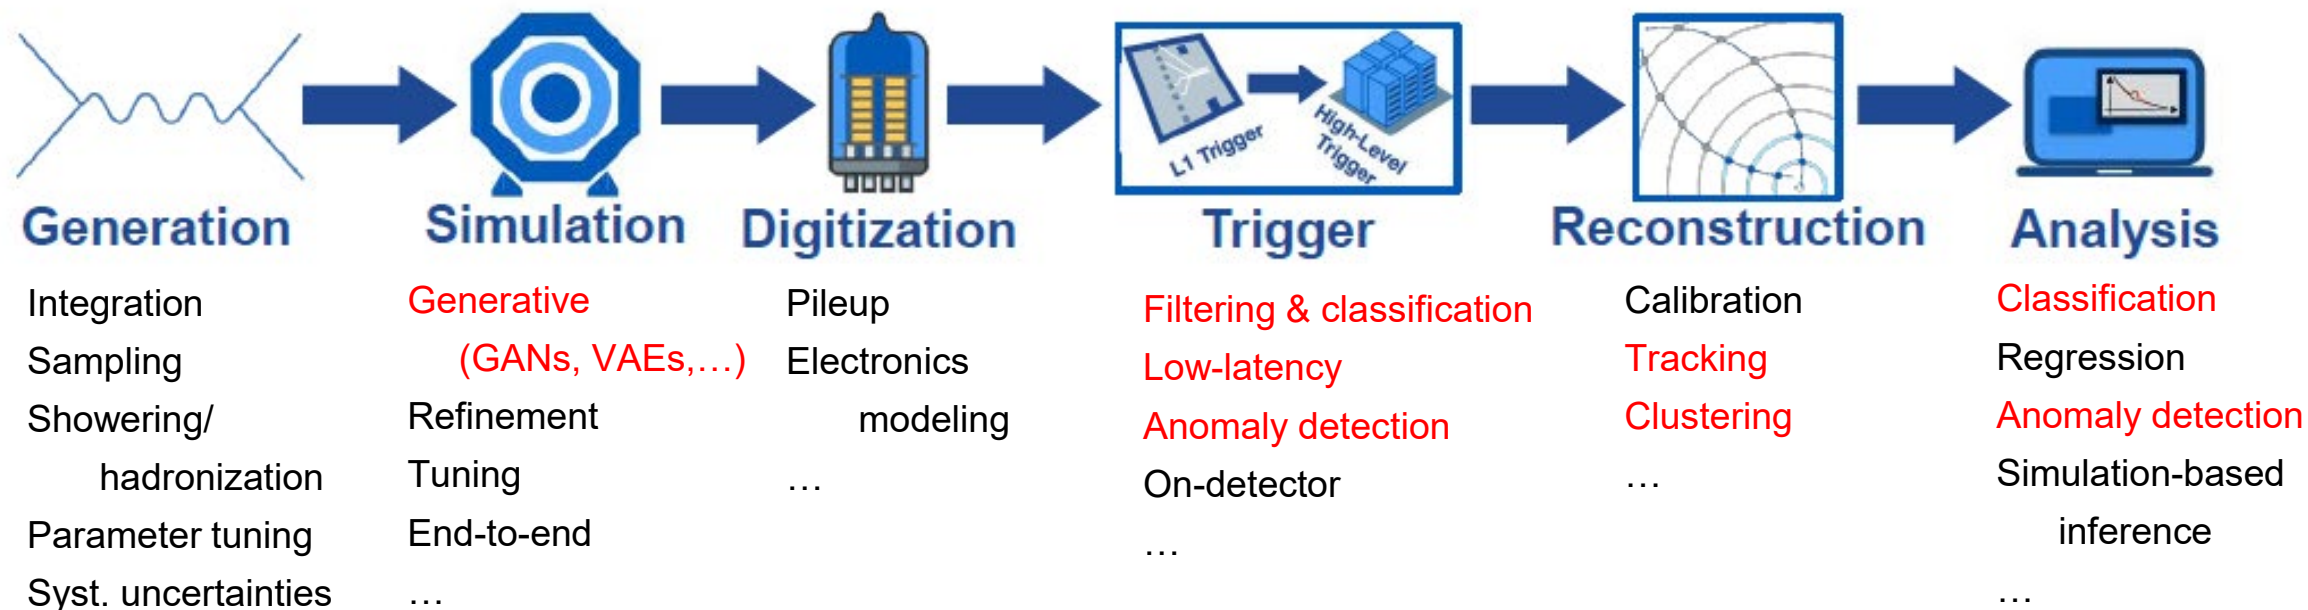 L1 Trigger
High-Level
Trigger
Generation
Simulation
Digitization
Trigger
Reconstruction
Analysis
Integration
Sampling
Showering/
hadronization
Parameter tuning
Syst. uncertainties
Generative
(GANs, VAEs,…)
Refinement
Tuning
End-to-end
…
Pileup
Electronics
modeling
…
Filtering & classification
Low-latency
Anomaly detection
On-detector
…
Calibration
Tracking
Clustering
…
Classification
Regression
Anomaly detection
Simulation-based
inference
…